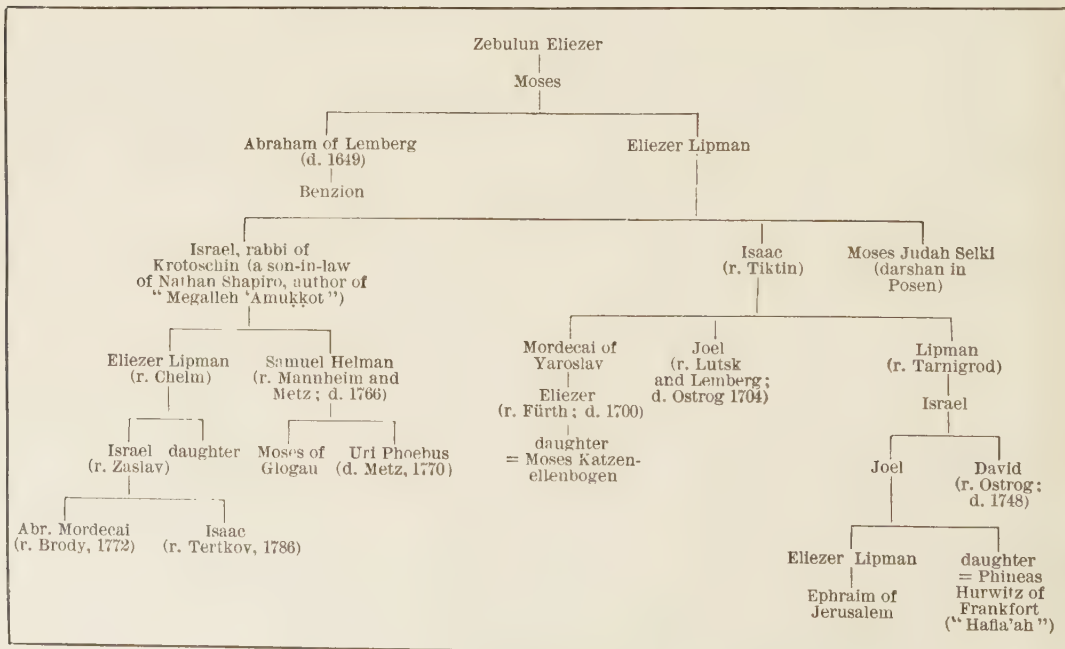 Zebulun Eliezer
Moses
Abraham of Lemberg
(d. 1649)
Benzion
Eliezer Lipman
Israel, rabbi of
Krotoschin (a son-in-law
of Nathan Shapiro, author of
"Megalleh 'Amuḳḳot")
Isaac
(r. Tiktin)
Moses Judah Selki
(darshan in
Posen)
Eliezer Lipman
(r. Chelm)
Samuel Helman
(r. Mannheim and
Metz; d. 1766)
Mordecai of
Yaroslav
Eliezer
(r. Fürth; d. 1700)
daughter
= Moses Katzen-
ellenbogen
Joel
(r. Lutsk
and Lemberg;
d. Ostrog 1704)
Lipman
(r. Tarnigrod)
Israel
Israel
(r. Zaslav)
daughter
Moses of
Glogau
Uri Phoebus
(d. Metz, 1770)
Joel
David
(r. Ostrog;
d. 1748)
Abr. Mordecai
(r. Brody, 1772)
Isaac
(r. Tertkov, 1786)
Eliezer Lipman
Ephraim of
Jerusalem
daughter
= Phineas
Hurwitz of
Frankfort
("Hafla'ah")